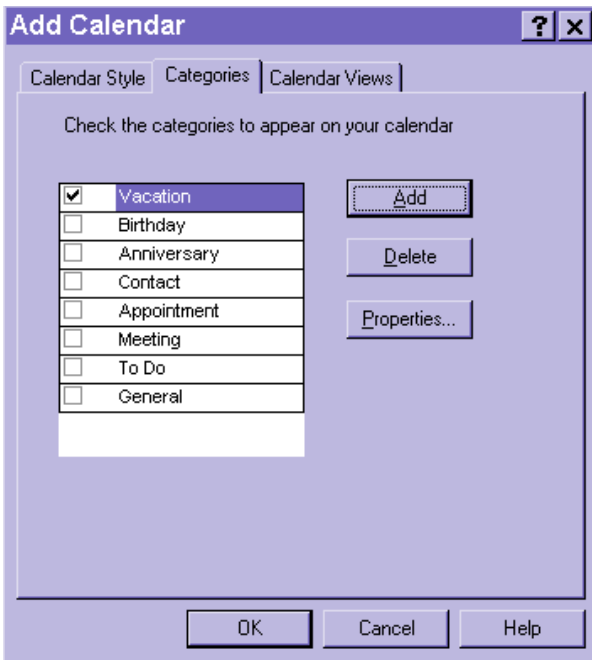 Add Calendar
Calendar Style Categories Calendar Views
Check the categories to appear on your calendar
Vacation
Birthday
Anniversary
Contact
Appointment
Meeting
To Do
General
Add
Delete
Properties...
OK Cancel Help